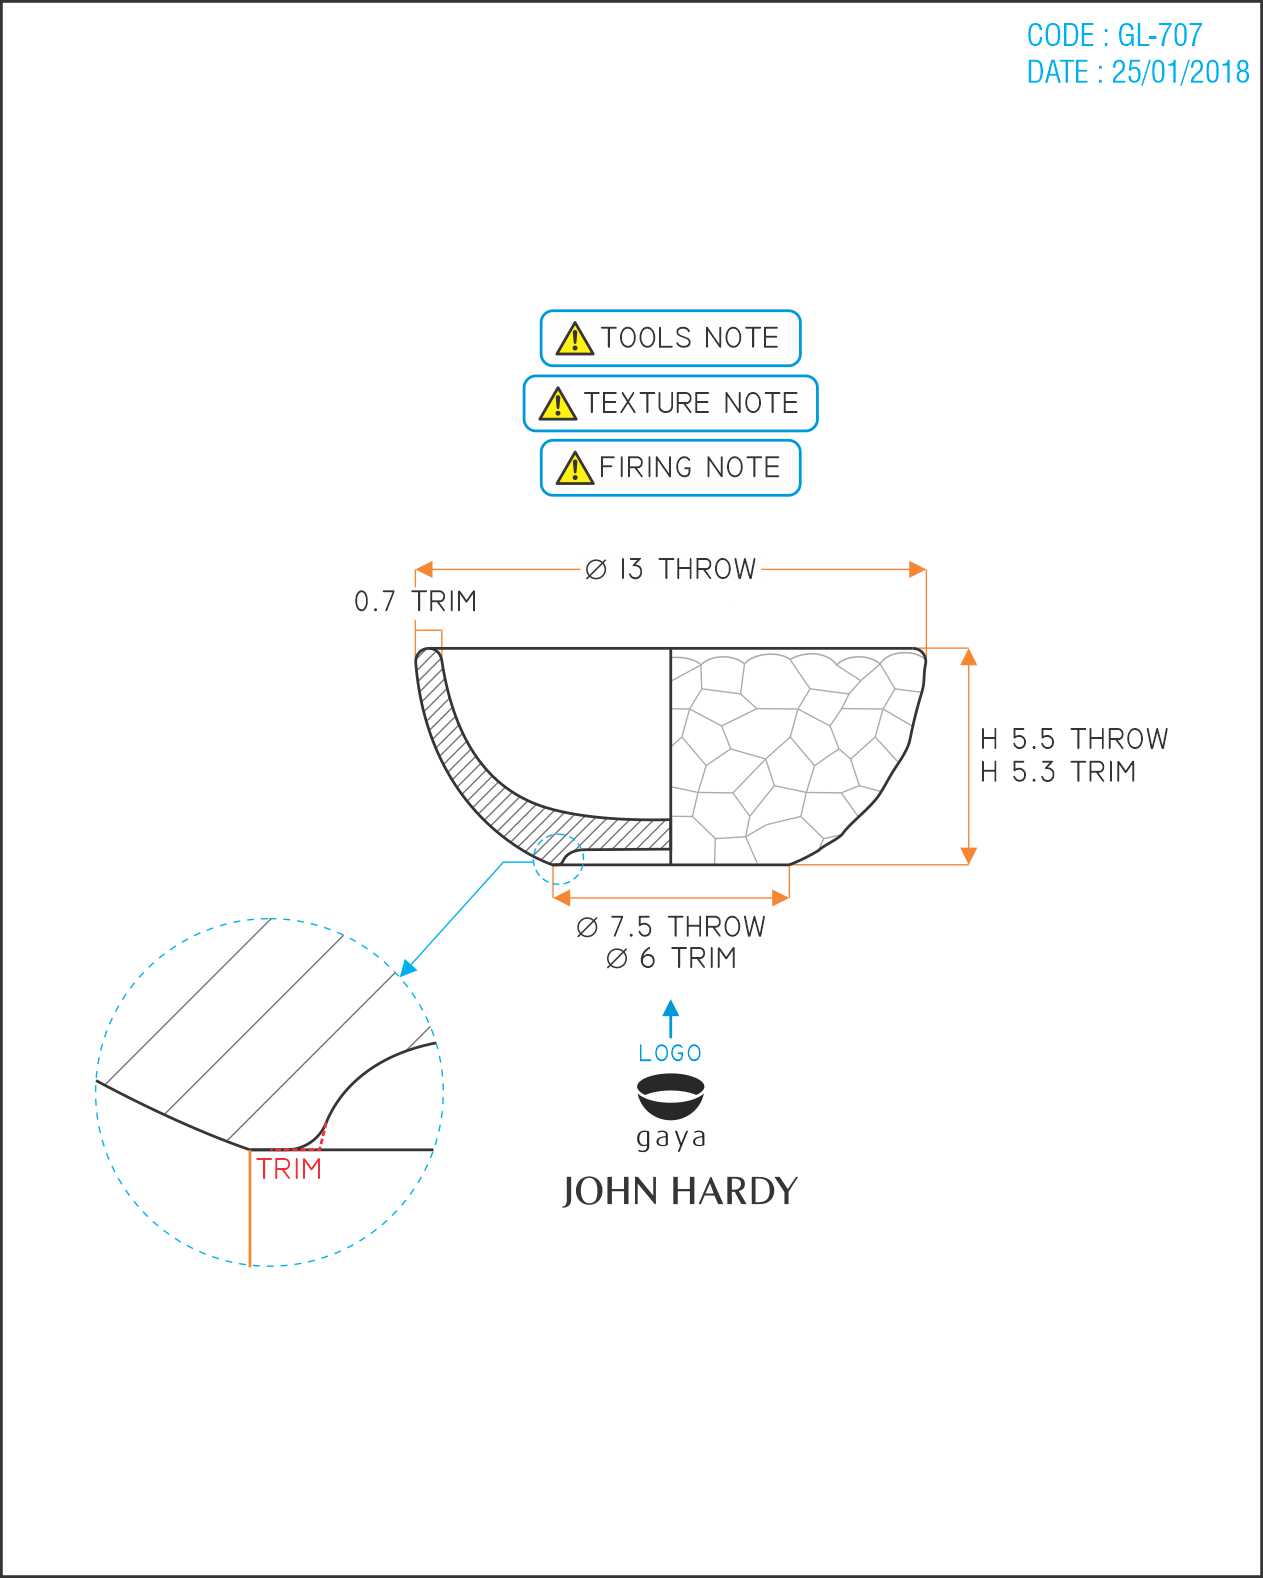 CODE : GL-707
DATE : 25/01/2018
TOOLS NOTE
TEXTURE NOTE
FIRING NOTE
Ø 13 THROW
0.7 TRIM
H 5.5 THROW
H 5.3 TRIM
Ø 7.5 THROW
Ø 6 TRIM
LOGO
gaya
TRIM
JOHN HARDY